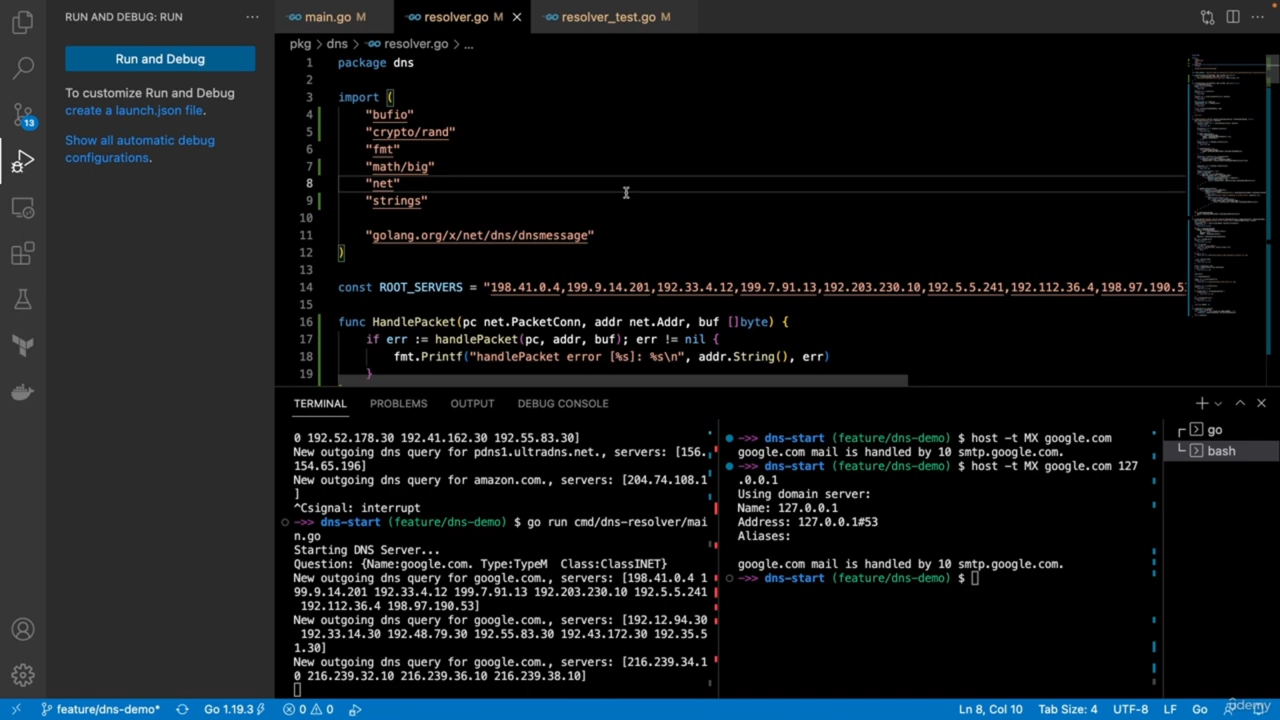 RUN AND DEBUG: RUN
Run and Debug
To customize Run and Debug
create a launch.json file.
Show all automatic debug
configurations.
13
main.go M
resolver.go M
resolver_test.go M
pkg > dns > resolver.go > ...
1 package dns
2
3 import (
4 "bufio"
5 "crypto/rand"
6 "fmt"
7 "math/big"
8 "net"
9 "strings"
10
11 "golang.org/x/net/dns/dnsmessage"
12 )
13
14 const ROOT_SERVERS = "198.41.0.4,199.9.14.201,192.33.4.12,199.7.91.13,192.203.230.10,192.5.5.241,192.112.36.4,198.97.190.53
15
16 func HandlePacket(pc net.PacketConn, addr net.Addr, buf []byte) {
17 if err := handlePacket(pc, addr, buf); err != nil {
18 fmt.Printf("handlePacket error [%s]: %s\n", addr.String(), err)
19 }
TERMINAL PROBLEMS OUTPUT DEBUG CONSOLE
0 192.52.178.30 192.41.162.30 192.55.83.30]
New outgoing dns query for pdns1.ultradns.net., servers: [156.
154.65.196]
New outgoing dns query for amazon.com., servers: [204.74.108.1
]
^Csignal: interrupt
->> dns-start (feature/dns-demo) $ go run cmd/dns-resolver/mai
n.go
Starting DNS Server...
Question: {Name:google.com. Type:TypeM  Class:ClassINET}
New outgoing dns query for google.com., servers: [198.41.0.4 1
99.9.14.201 192.33.4.12 199.7.91.13 192.203.230.10 192.5.5.241
192.112.36.4 198.97.190.53]
New outgoing dns query for google.com., servers: [192.12.94.30
192.33.14.30 192.48.79.30 192.55.83.30 192.43.172.30 192.35.5
1.30]
New outgoing dns query for google.com., servers: [216.239.34.1
0 216.239.32.10 216.239.36.10 216.239.38.10]
->> dns-start (feature/dns-demo) $ host -t MX google.com
google.com mail is handled by 10 smtp.google.com.
->> dns-start (feature/dns-demo) $ host -t MX google.com 127
.0.0.1
Using domain server:
Name: 127.0.0.1
Address: 127.0.0.1#53
Aliases:
google.com mail is handled by 10 smtp.google.com.
->> dns-start (feature/dns-demo) $
go
bash
feature/dns-demo* Go 1.19.3 0 0
Ln 8, Col 10 Tab Size: 4 UTF-8 LF Go
udemy